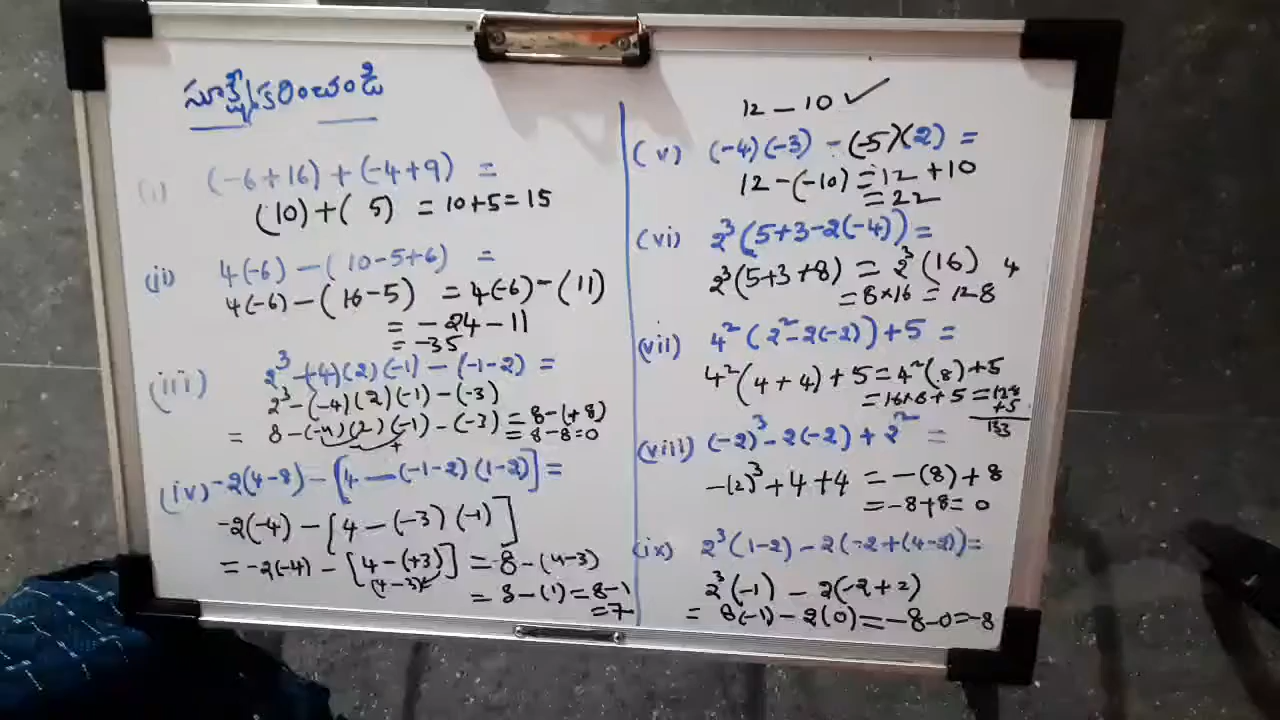 సూక్ష్మీకరించండి
(i) (-6+16)+(-4+9) =
(10)+( 5) = 10+5=15
(ii) 4(-6) - (10-5+6) =
4(-6) - (16-5) = 4(-6)-(11)
= -24-11
= -35
(iii) 2³-(-4)(2)(-1) - (-1-2) =
2³-(-4)(2)(-1) - (-3)
= 8-(-4)(2)(-1) - (-3) = 8-(+8)
= 8-8=0
(iv) -2(4-8) - [4-(-1-2)(1-2)] =
-2(-4) - [4-(-3)(-1)]
= -2(-4) - [4-(+3)] = 8-(4-3)
(4-3)
= 8-(1)=8-1
=7
12-10 ✓
(v) (-4)(-3) - (-5)(2) =
12-(-10) = 12+10
= 22
(vi) 2³(5+3-2(-4)) =
2³(5+3+8) = 2³(16)
= 8×16 = 128
(vii) 4²(2²-2(-2))+5 =
4²(4+4)+5 = 4²(8)+5
= 16×8+5 = 128
+5
133
(viii) (-2)³-2(-2)+2² =
-(2)³+4+4 = -(8)+8
= -8+8= 0
(ix) 2³(1-2) - 2(-2+(4-2))=
2³(-1) - 2(-2+2)
= 8(-1) - 2(0) = -8-0=-8